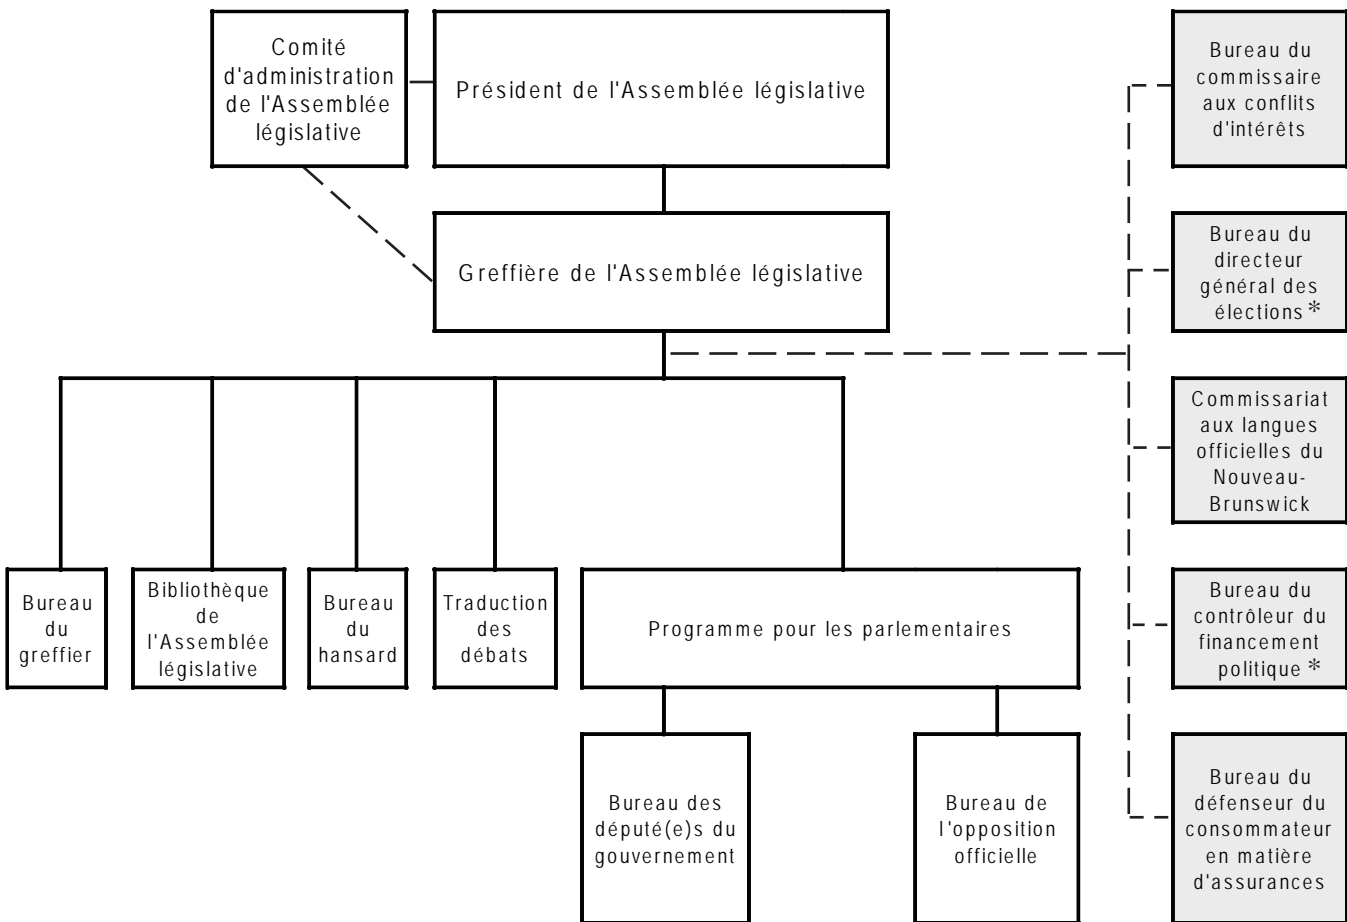 Comité
d'administration
de l'Assemblée
législative
Président de l'Assemblée législative
Greffière de l'Assemblée législative
Bureau
du
greffier
Bibliothèque
de
l'Assemblée
législative
Bureau
du
hansard
Traduction
des
débats
Programme pour les parlementaires
Bureau des
député(e)s du
gouvernement
Bureau de
l'opposition
officielle
Bureau du
commissaire
aux conflits
d'intérêts
Bureau du
directeur
général des
élections *
Commissariat
aux langues
officielles du
Nouveau-
Brunswick
Bureau du
contrôleur du
financement
politique *
Bureau du
défenseur du
consommateur
en matière
d'assurances